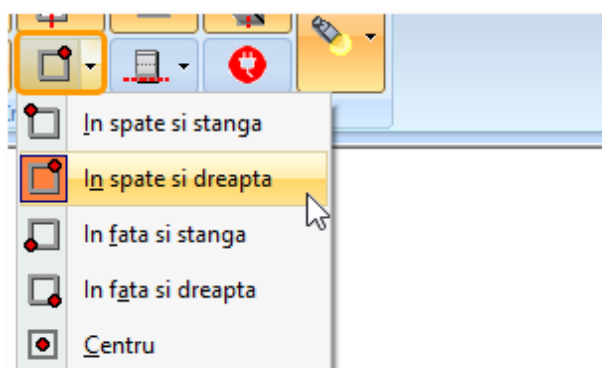 In spate si stanga
In spate si dreapta
In fata si stanga
In fata si dreapta
Centru